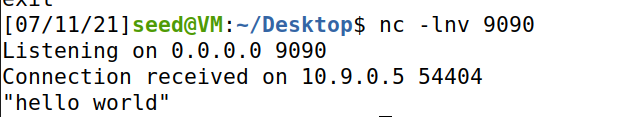 exit
[07/11/21]seed@VM:~/Desktop$ nc -lnv 9090
Listening on 0.0.0.0 9090
Connection received on 10.9.0.5 54404
"hello world"